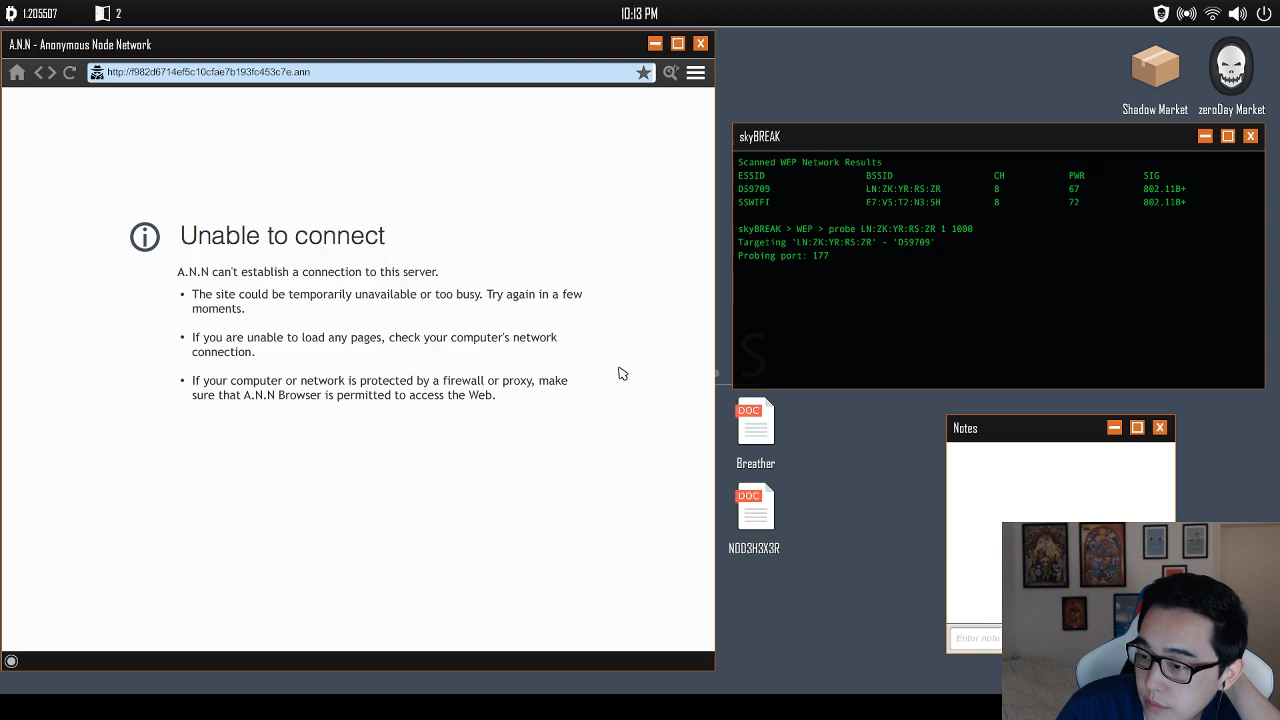 1.205507
2
10:13 PM
A.N.N - Anonymous Node Network
http://f982d6714ef5c10cfae7b193fc453c7e.ann
Unable to connect
A.N.N can't establish a connection to this server.
• The site could be temporarily unavailable or too busy. Try again in a few
moments.
• If you are unable to load any pages, check your computer's network
connection.
• If your computer or network is protected by a firewall or proxy, make
sure that A.N.N Browser is permitted to access the Web.
Shadow Market
zeroDay Market
skyBREAK
Scanned WEP Network Results
ESSID BSSID CH PWR SIG
D59709 LN:ZK:YR:RS:ZR 8 67 802.11B+
SSWIFI E7:V5:T2:N3:5H 8 72 802.11B+
skyBREAK > WEP > probe LN:ZK:YR:RS:ZR 1 1000
Targeting 'LN:ZK:YR:RS:ZR' - 'D59709'
Probing port: 177
S
DOC
Breather
DOC
N0D3H3X3R
Notes
Enter note